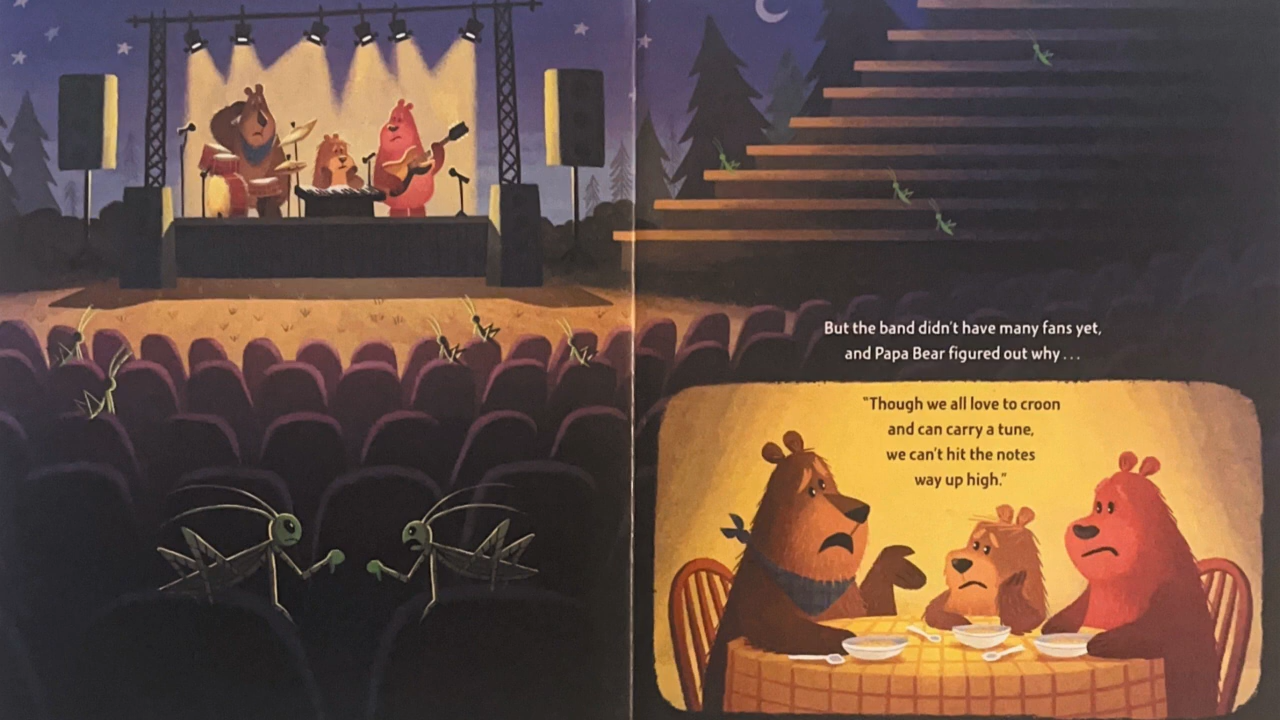 But the band didn't have many fans yet,
and Papa Bear figured out why . . .
"Though we all love to croon
and can carry a tune,
we can't hit the notes
way up high."